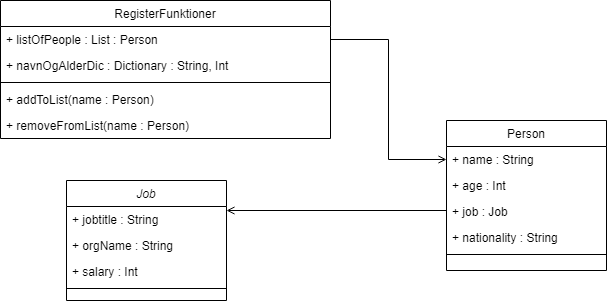 RegisterFunktioner
+ listOfPeople : List : Person
+ navnOgAlderDic : Dictionary : String, Int
+ addToList(name : Person)
+ removeFromList(name : Person)
Person
+ name : String
+ age : Int
+ job : Job
+ nationality : String
Job
+ jobtitle : String
+ orgName : String
+ salary : Int